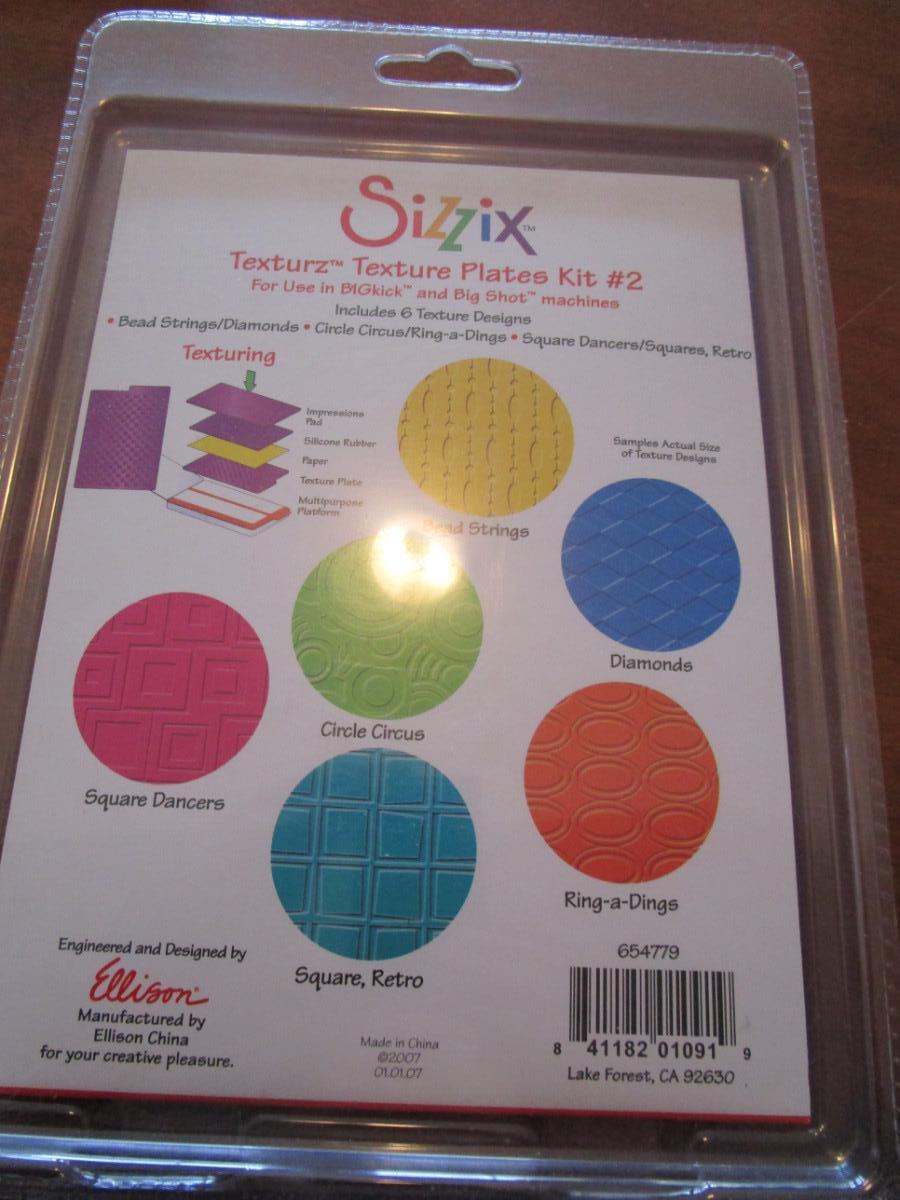 Sizzix™
Texturz™ Texture Plates Kit #2
For Use in BIGkick™ and Big Shot™ machines
Includes 6 Texture Designs
• Bead Strings/Diamonds • Circle Circus/Ring-a-Dings • Square Dancers/Squares, Retro
Texturing
Impressions
Pad
Silicone Rubber
Paper
Texture Plate
Multipurpose
Platform
Samples Actual Size
of Texture Designs
Bead Strings
Diamonds
Circle Circus
Square Dancers
Ring-a-Dings
Square, Retro
Engineered and Designed by
Ellison®
Manufactured by
Ellison China
for your creative pleasure.
Made in China
©2007
01.01.07
654779
8 41182 01091 9
Lake Forest, CA 92630